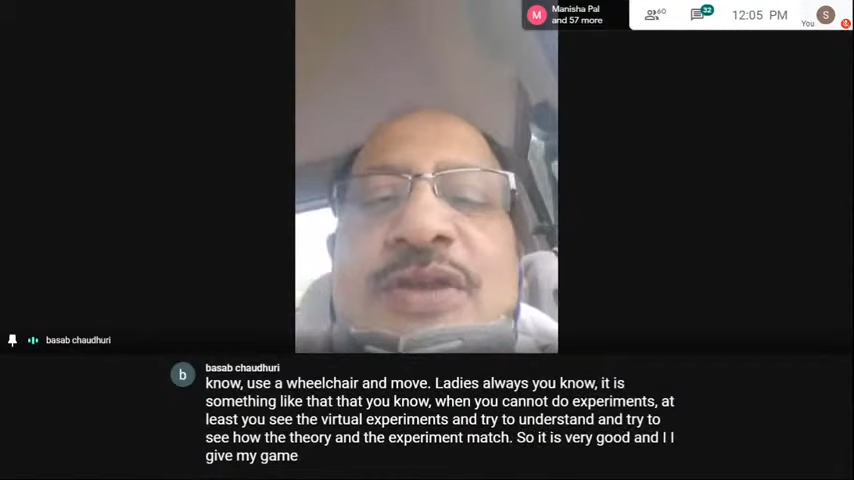 M
Manisha Pal
and 57 more
60
32
12:05 PM
You
S
basab chaudhuri
b
basab chaudhuri
know, use a wheelchair and move. Ladies always you know, it is
something like that that you know, when you cannot do experiments, at
least you see the virtual experiments and try to understand and try to
see how the theory and the experiment match. So it is very good and I I
give my game